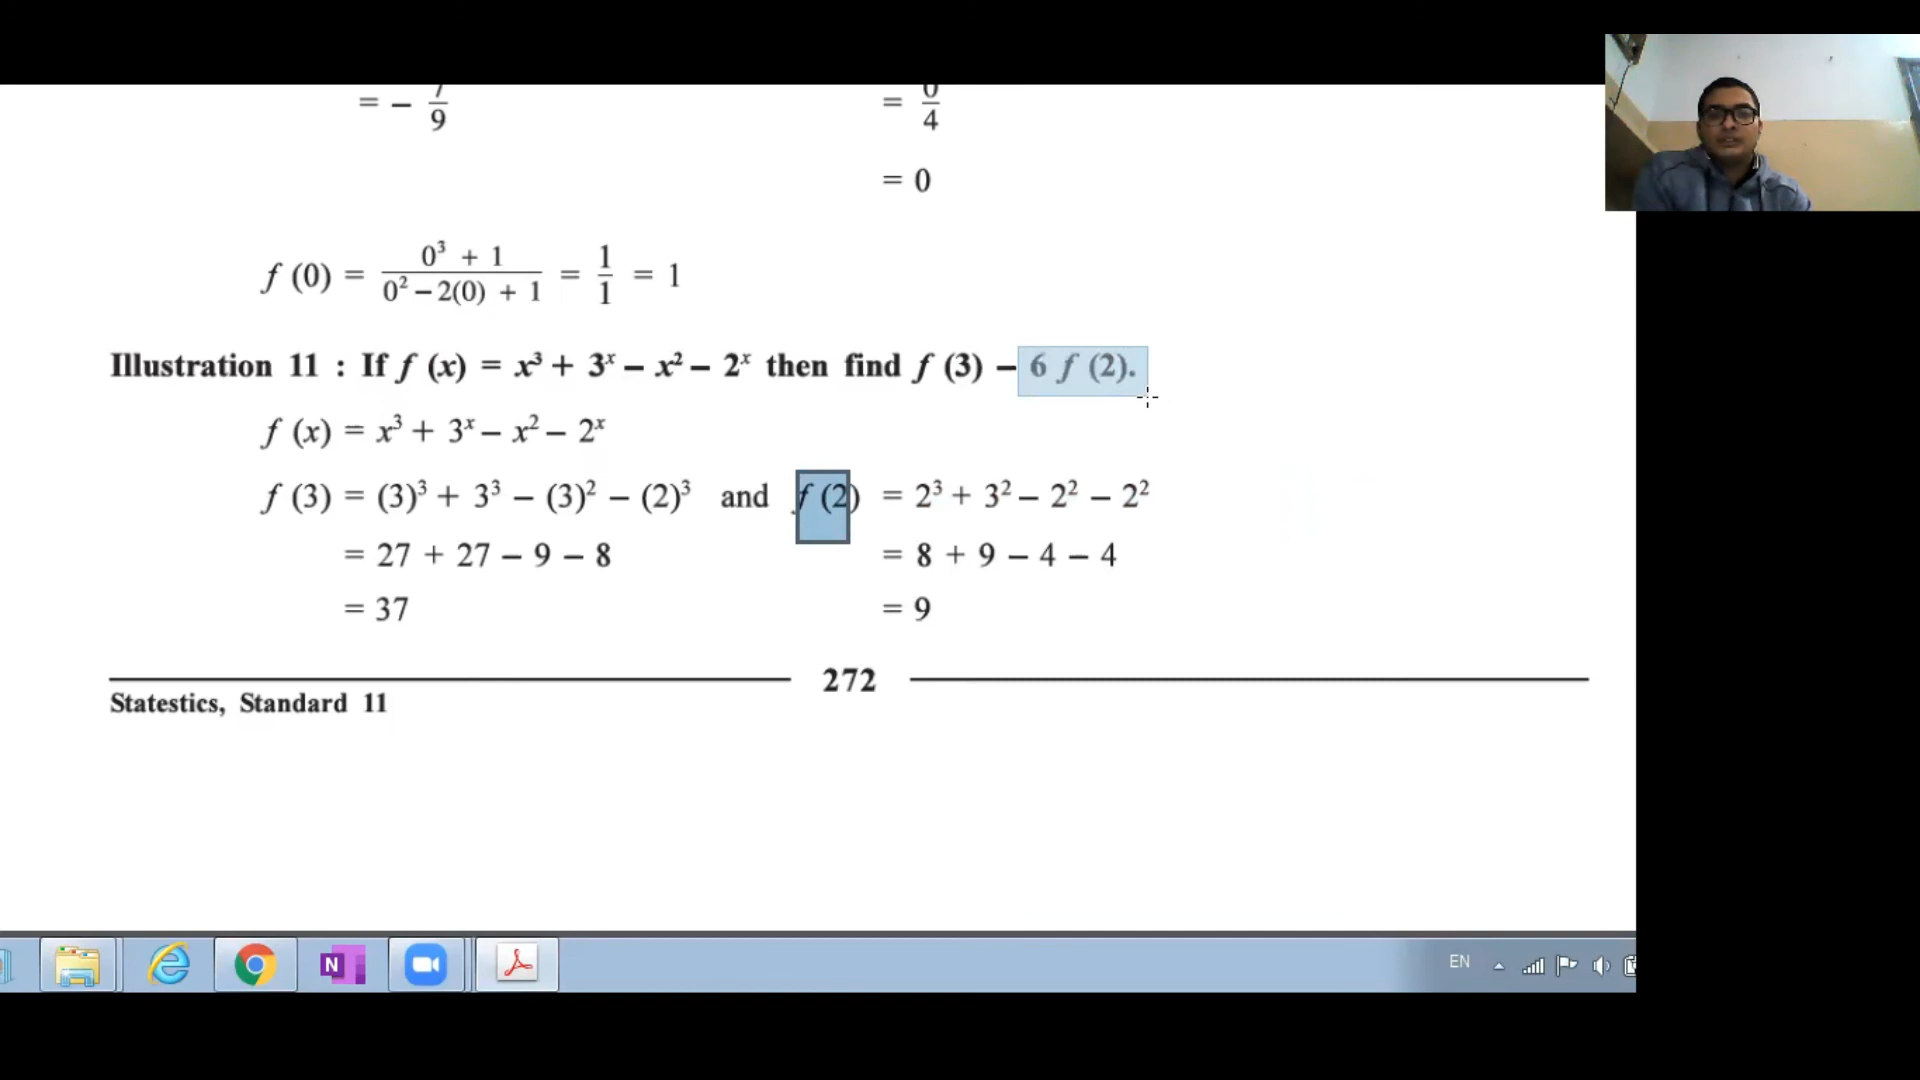 = − 7/9 = 0/4
= 0
f (0) = (0³ + 1)/(0² − 2(0) + 1) = 1/1 = 1
Illustration 11 : If f (x) = x³ + 3ˣ − x² − 2ˣ then find f (3) − 6 f (2).
f (x) = x³ + 3ˣ − x² − 2ˣ
f (3) = (3)³ + 3³ − (3)² − (2)³ and f (2) = 2³ + 3² − 2² − 2²
= 27 + 27 − 9 − 8 = 8 + 9 − 4 − 4
= 37 = 9
272
Statestics, Standard 11
N
EN